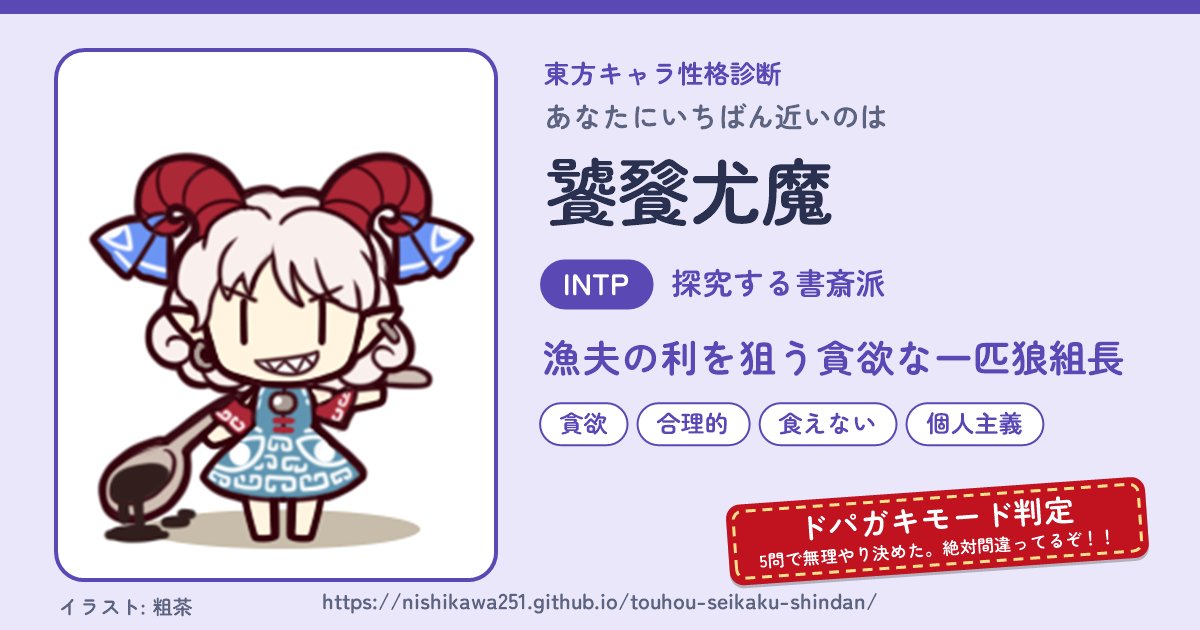 東方キャラ性格診断
あなたにいちばん近いのは
饕餮尤魔
INTP 探究する書斎派
漁夫の利を狙う貪欲な一匹狼組長
貪欲 合理的 食えない 個人主義
ドパガキモード判定
5問で無理やり決めた。絶対間違ってるぞ！！
イラスト: 粗茶
https://nishikawa251.github.io/touhou-seikaku-shindan/